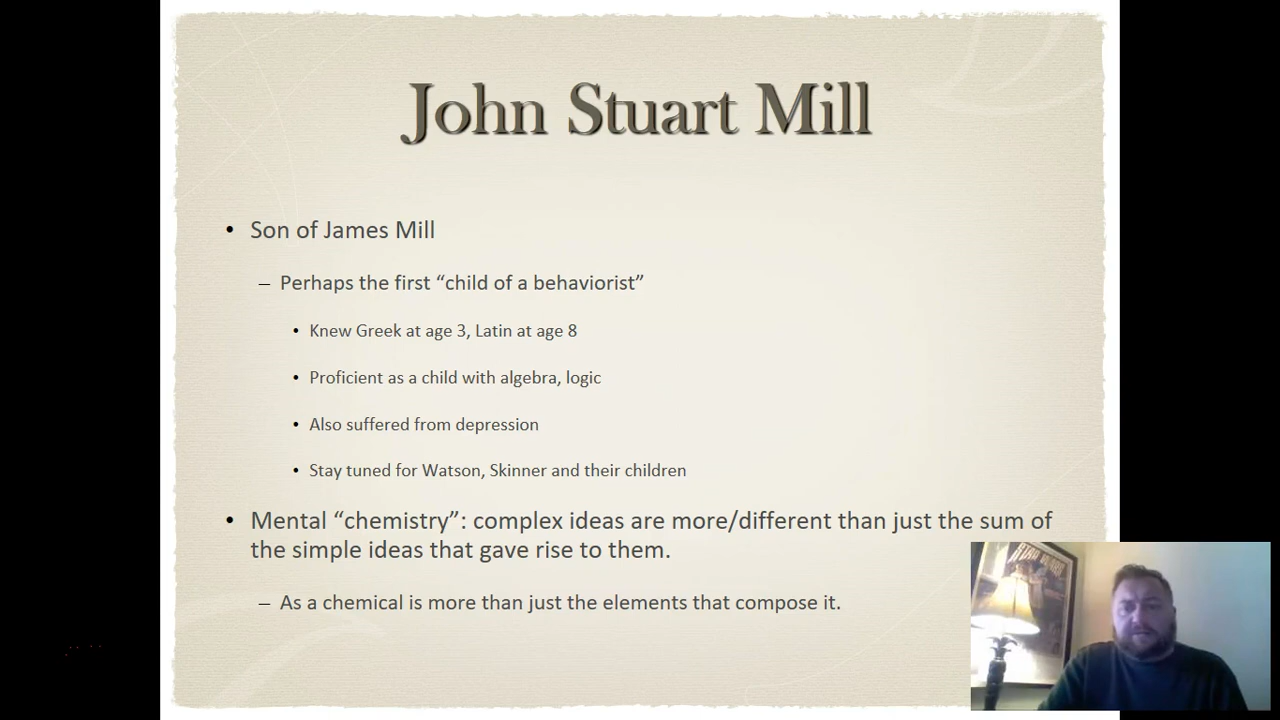 John Stuart Mill
• Son of James Mill
– Perhaps the first “child of a behaviorist”
• Knew Greek at age 3, Latin at age 8
• Proficient as a child with algebra, logic
• Also suffered from depression
• Stay tuned for Watson, Skinner and their children
• Mental “chemistry”: complex ideas are more/different than just the sum of
the simple ideas that gave rise to them.
– As a chemical is more than just the elements that compose it.